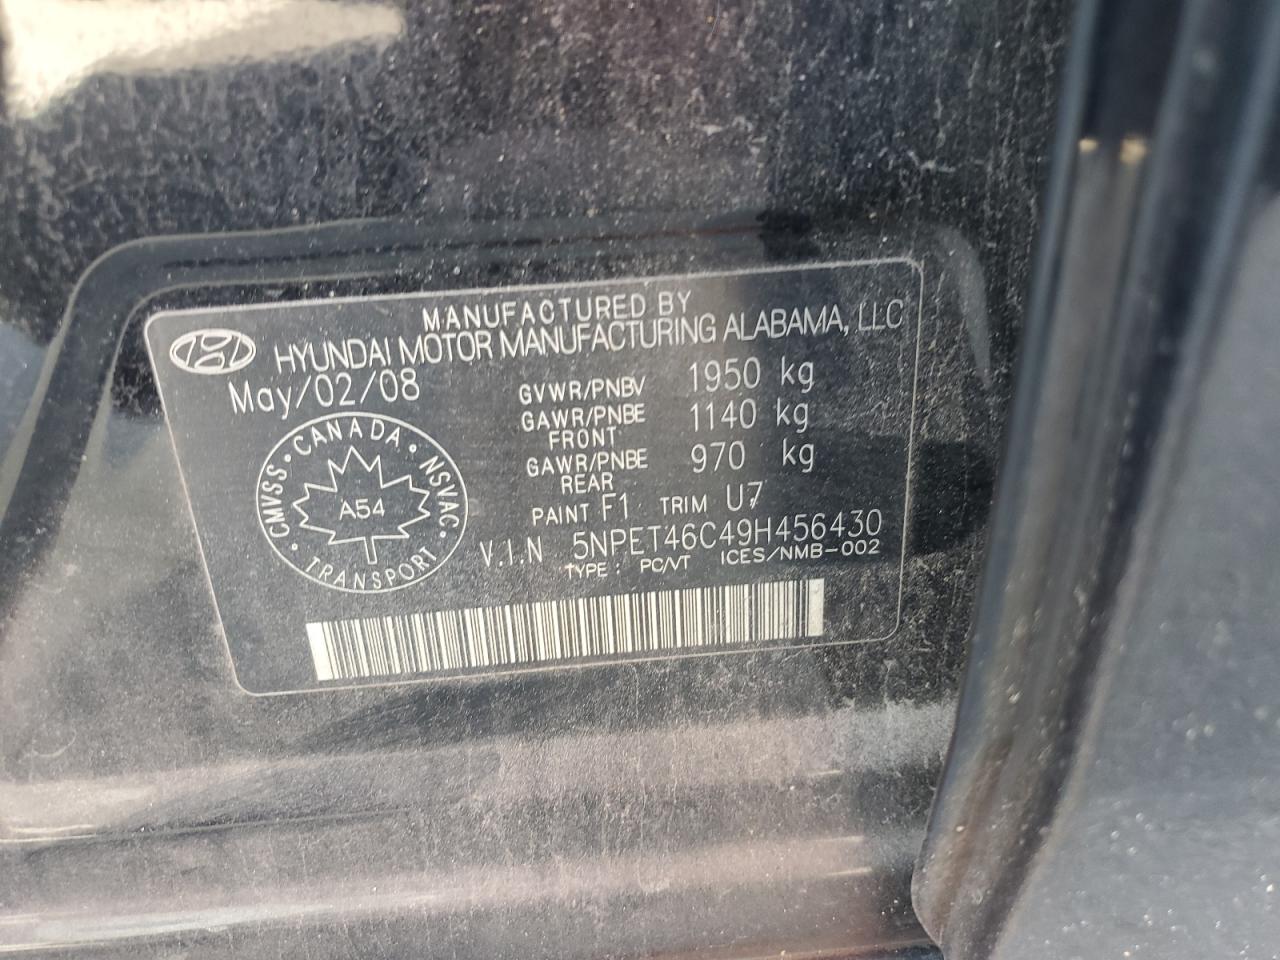 MANUFACTURED BY
HYUNDAI MOTOR MANUFACTURING ALABAMA, LLC
May/02/08
GVWR/PNBV 1950 kg
GAWR/PNBE FRONT 1140 kg
GAWR/PNBE REAR 970 kg
PAINT F1 TRIM U7
V.I.N 5NPET46C49H456430
TYPE: PC/VT ICES/NMB-002
CMVSS • CANADA • NSVAC • TRANSPORT •
A54